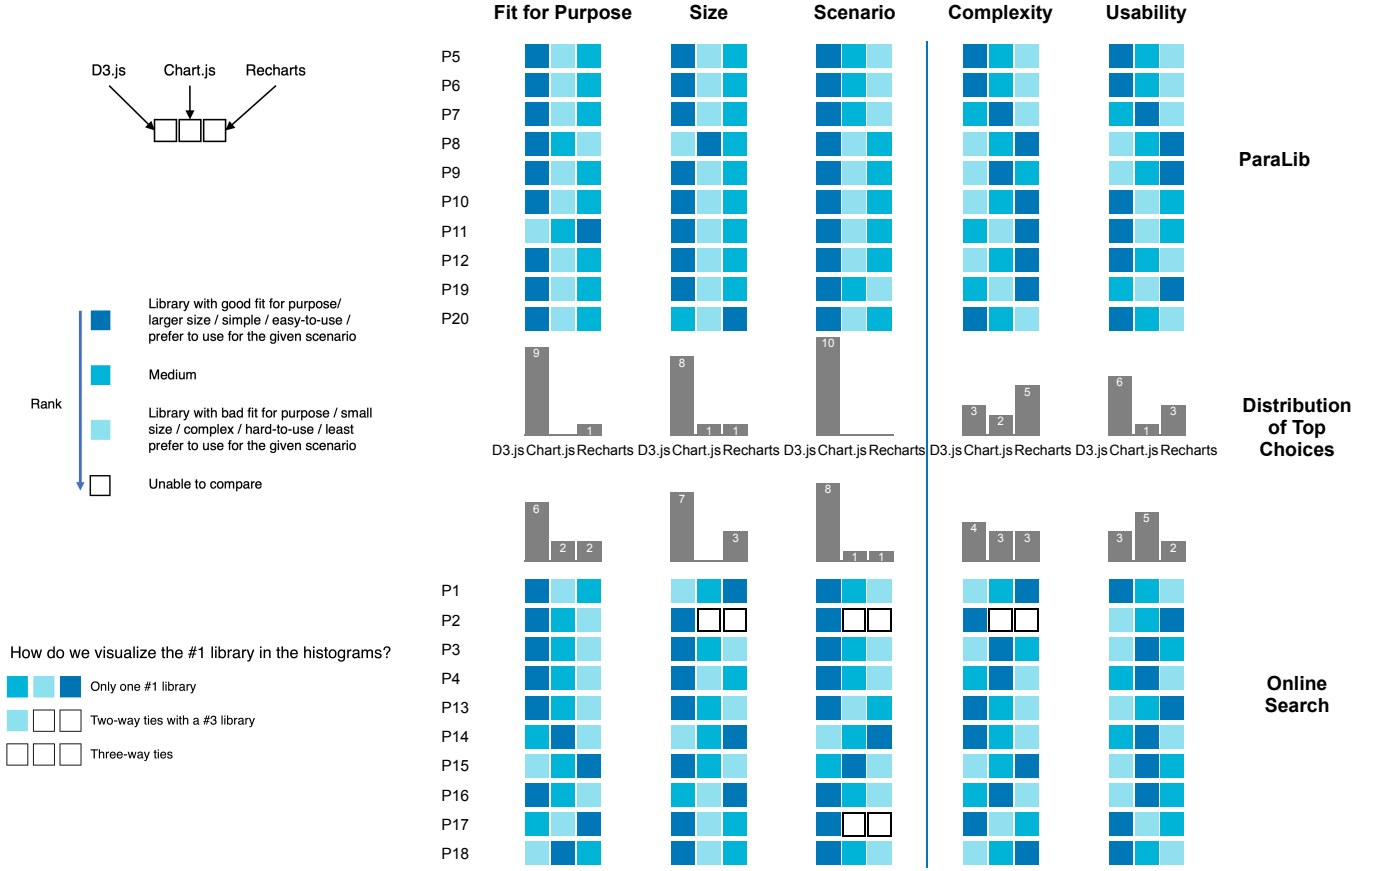 Fit for Purpose Size Scenario Complexity Usability
D3.js Chart.js Recharts
P5
P6
P7
P8
P9
P10
P11
P12
P19
P20
ParaLib
Library with good fit for purpose/
larger size / simple / easy-to-use /
prefer to use for the given scenario
Medium
Rank
Library with bad fit for purpose / small
size / complex / hard-to-use / least
prefer to use for the given scenario
Unable to compare
9 1
8 1 1
10
3 2 5
6 1 3
D3.js Chart.js Recharts D3.js Chart.js Recharts D3.js Chart.js Recharts D3.js Chart.js Recharts D3.js Chart.js Recharts
Distribution
of Top
Choices
6 2 2
7 3
8 1 1
4 3 3
3 5 2
P1
P2
P3
P4
P13
P14
P15
P16
P17
P18
Online
Search
How do we visualize the #1 library in the histograms?
Only one #1 library
Two-way ties with a #3 library
Three-way ties